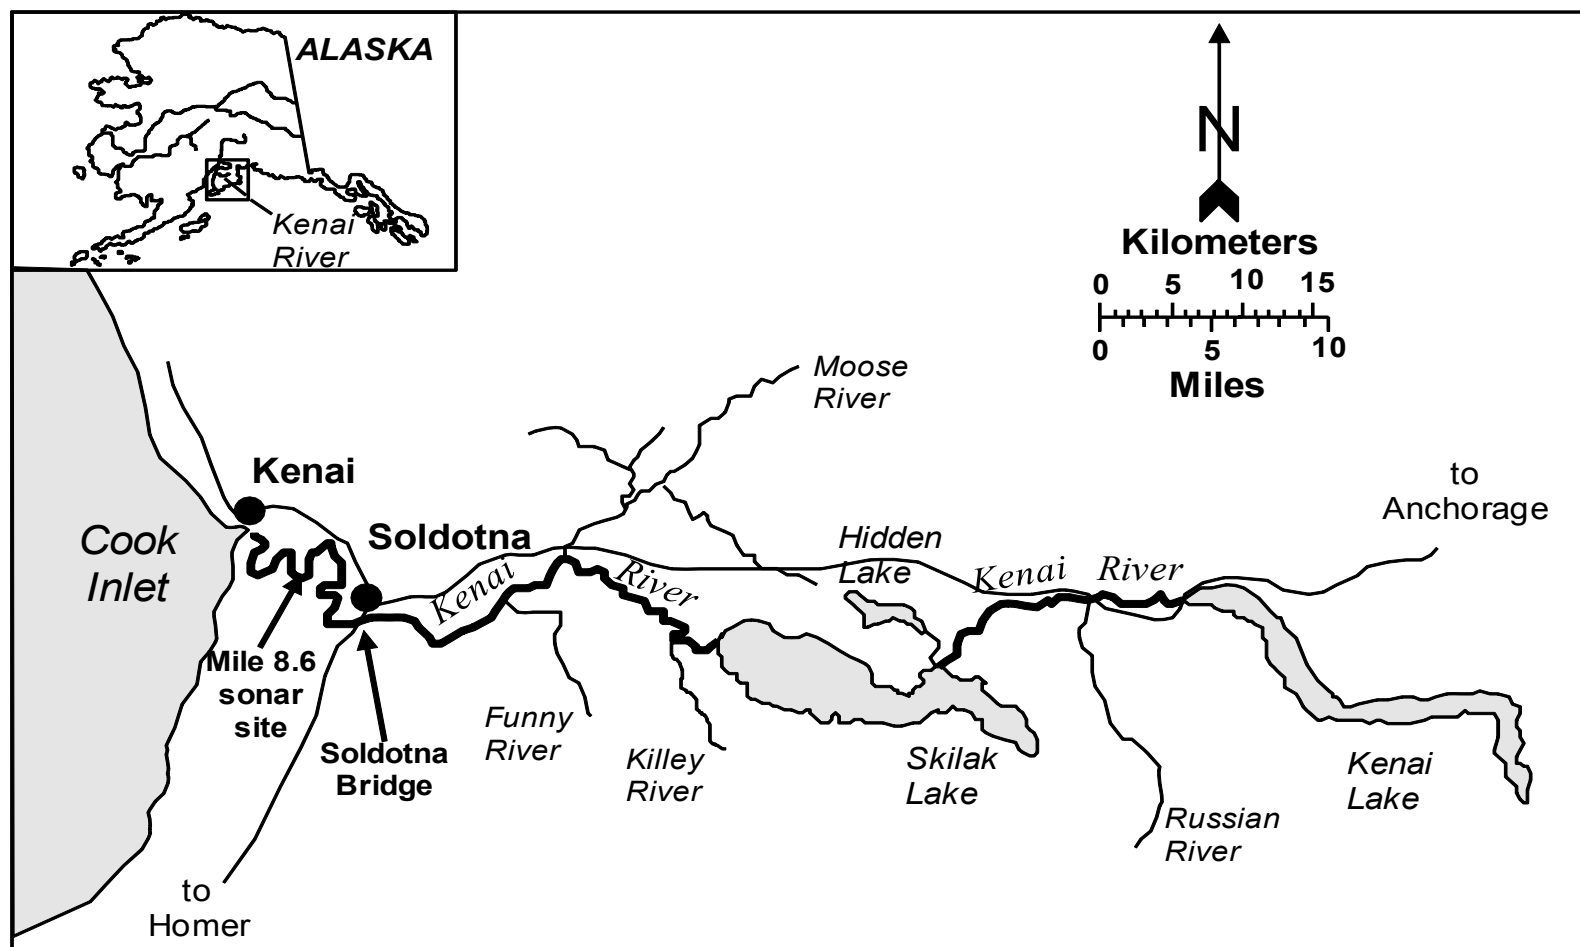 ALASKA
Kenai
River
N
Kilometers
0 5 10 15
0 5 10
Miles
Moose
River
Kenai
Soldotna
Cook
Inlet
Hidden
Lake
to
Anchorage
Kenai River
Kenai River
Mile 8.6
sonar
site
Soldotna
Bridge
Funny
River
Killey
River
Skilak
Lake
Kenai
Lake
Russian
River
to
Homer